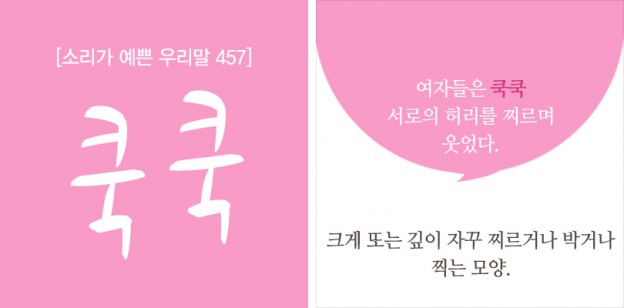 [소리가 예쁜 우리말 457]
쿡쿡
여자들은 쿡쿡
서로의 허리를 찌르며
웃었다.
크게 또는 깊이 자꾸 찌르거나 박거나
찍는 모양.